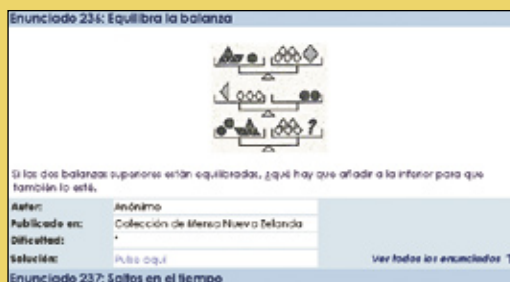 Enunciado 236: Equilibra la balanza
?
Si las dos balanzas superiores están equilibradas, ¿qué hay que añadir a la inferior para que
también lo esté.
Autor: Anónimo
Publicado en: Colección de Mensa Nueva Zelanda
Dificultad: *
Solución: Pulsa aquí Ver todos los enunciados
Enunciado 237: Saltos en el tiempo